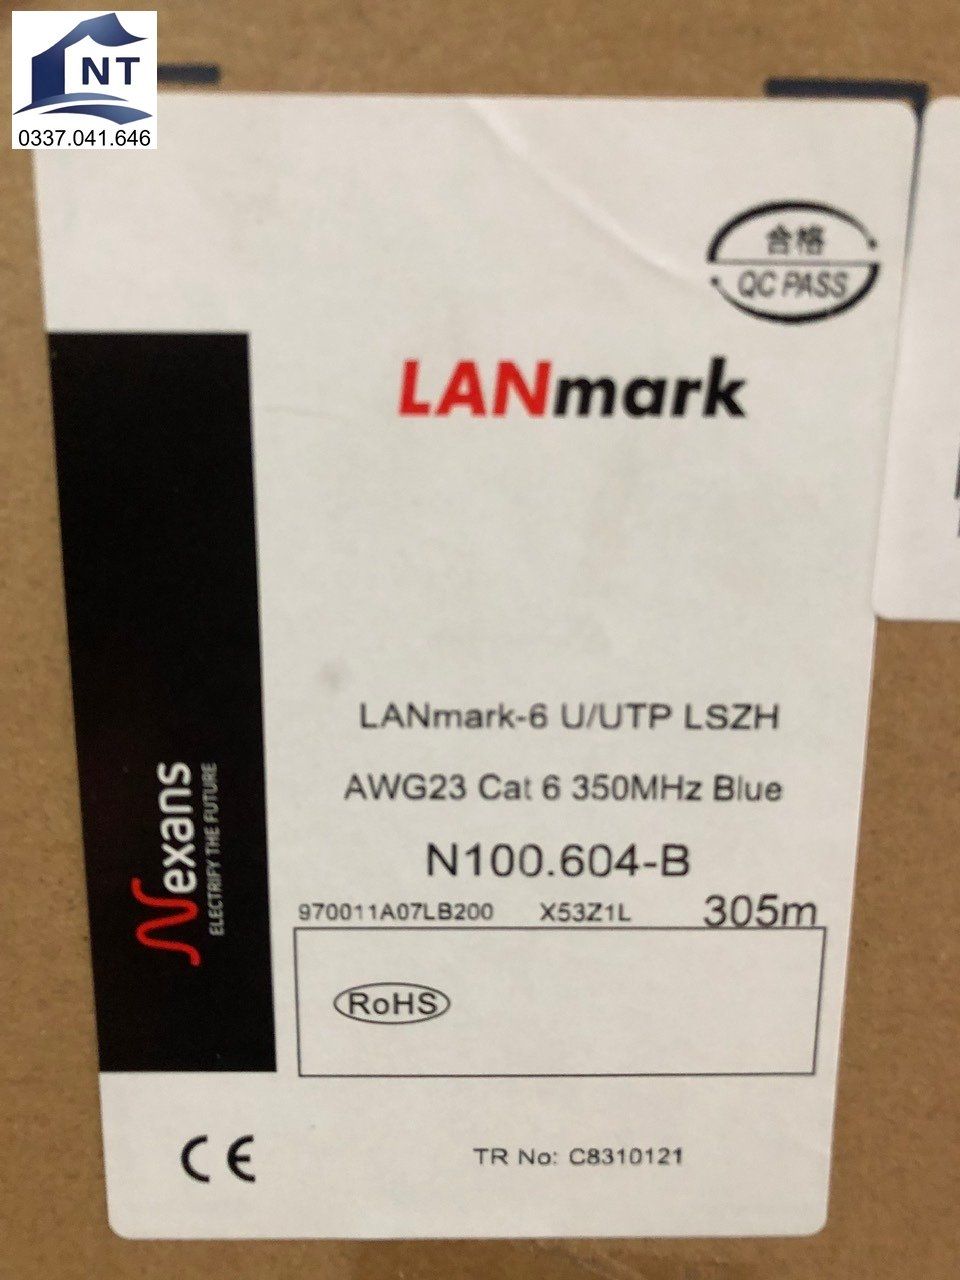 NT
0337.041.646
合格
QC PASS
LANmark
LANmark-6 U/UTP LSZH
AWG23 Cat 6 350MHz Blue
N100.604-B
970011A07LB200 X53Z1L 305m
RoHS
Nexans
ELECTRIFY THE FUTURE
CE
TR No: C8310121